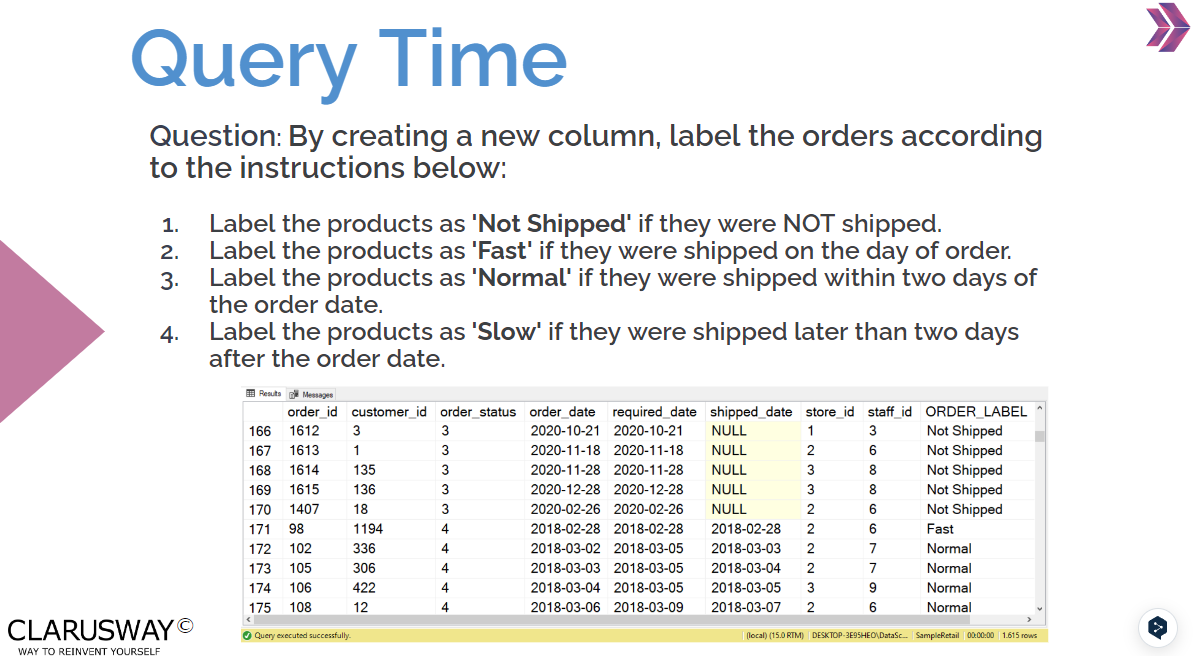 Query Time
Question: By creating a new column, label the orders according
to the instructions below:
1. Label the products as 'Not Shipped' if they were NOT shipped.
2. Label the products as 'Fast' if they were shipped on the day of order.
3. Label the products as 'Normal' if they were shipped within two days of
the order date.
4. Label the products as 'Slow' if they were shipped later than two days
after the order date.
Results Messages
order_id customer_id order_status order_date required_date shipped_date store_id staff_id ORDER_LABEL
166 1612 3 3 2020-10-21 2020-10-21 NULL 1 3 Not Shipped
167 1613 1 3 2020-11-18 2020-11-18 NULL 2 6 Not Shipped
168 1614 135 3 2020-11-28 2020-11-28 NULL 3 8 Not Shipped
169 1615 136 3 2020-12-28 2020-12-28 NULL 3 8 Not Shipped
170 1407 18 3 2020-02-26 2020-02-26 NULL 2 6 Not Shipped
171 98 1194 4 2018-02-28 2018-02-28 2018-02-28 2 6 Fast
172 102 336 4 2018-03-02 2018-03-05 2018-03-03 2 7 Normal
173 105 306 4 2018-03-03 2018-03-05 2018-03-04 2 7 Normal
174 106 422 4 2018-03-04 2018-03-05 2018-03-05 3 9 Normal
175 108 12 4 2018-03-06 2018-03-09 2018-03-07 2 6 Normal
Query executed successfully. (local) (15.0 RTM) DESKTOP-3E95HEO\DataSc... SampleRetail 00:00:00 1.615 rows
CLARUSWAY©
WAY TO REINVENT YOURSELF